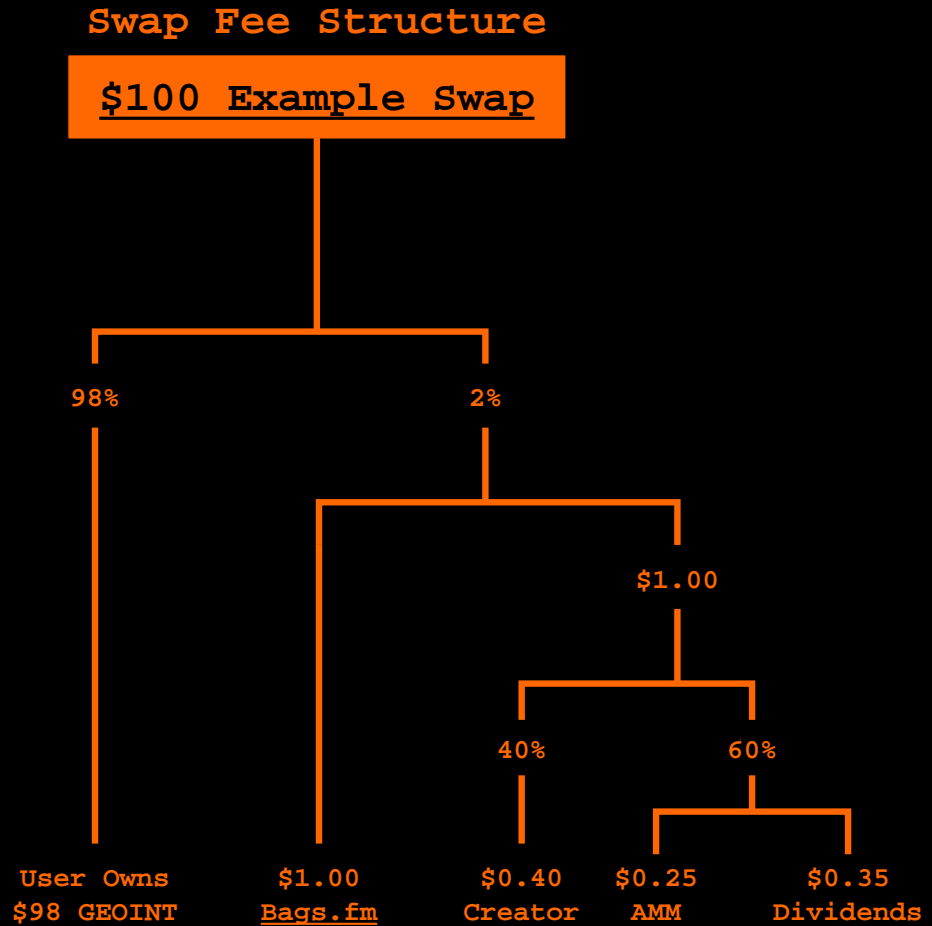 Swap Fee Structure
$100 Example Swap
98%
2%
$1.00
40%
60%
User Owns
$98 GEOINT
$1.00
Bags.fm
$0.40
Creator
$0.25
AMM
$0.35
Dividends